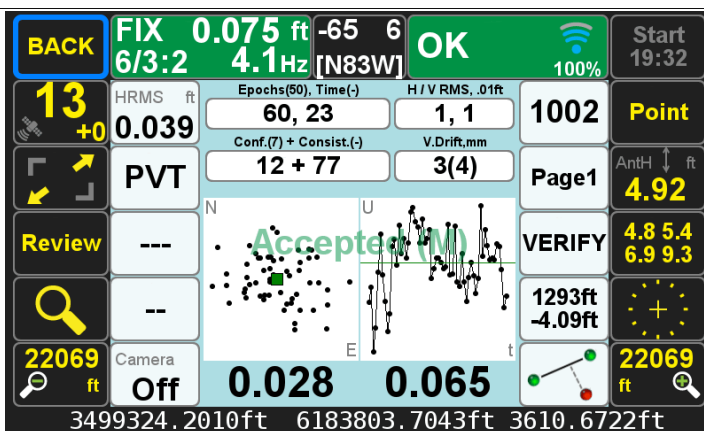 BACK
FIX 0.075 ft
6/3:2 4.1Hz
-65 6
[N83W]
OK
100%
Start
19:32
13
+0
HRMS ft
0.039
Epochs(50), Time(-)
60, 23
H / V RMS, .01ft
1, 1
1002
Point
Conf.(7) + Consist.(-)
12 + 77
V.Drift,mm
3(4)
PVT
Page1
AntH ft
4.92
Review
---
N
U
Accepted (M)
VERIFY
4.8 5.4
6.9 9.3
--
1293ft
-4.09ft
E
t
22069
ft
Camera
Off
0.028
0.065
22069
ft
3499324.2010ft 6183803.7043ft 3610.6722ft